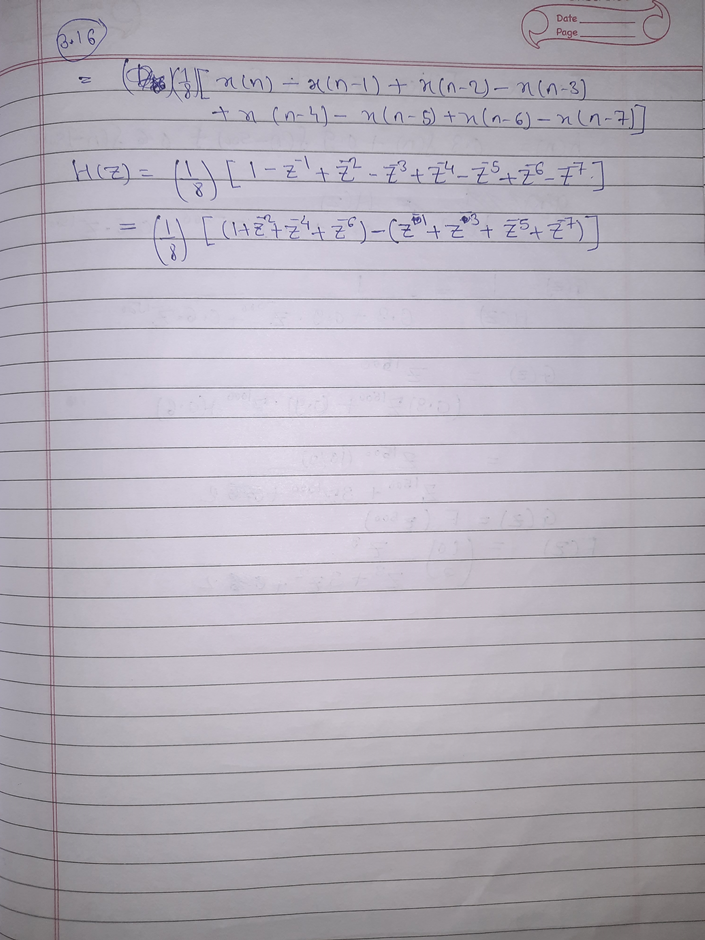 Date
Page
3.16
= (1/8) [ x(n) - x(n-1) + x(n-2) - x(n-3)
+ x (n-4) - x(n-5) + x(n-6) - x(n-7)]
H(z) = (1/8) [ 1 - z⁻¹ + z⁻² - z⁻³ + z⁻⁴ - z⁻⁵ + z⁻⁶ - z⁻⁷ ]
= (1/8) [ (1 + z⁻² + z⁻⁴ + z⁻⁶) - (z⁻¹ + z⁻³ + z⁻⁵ + z⁻⁷) ]